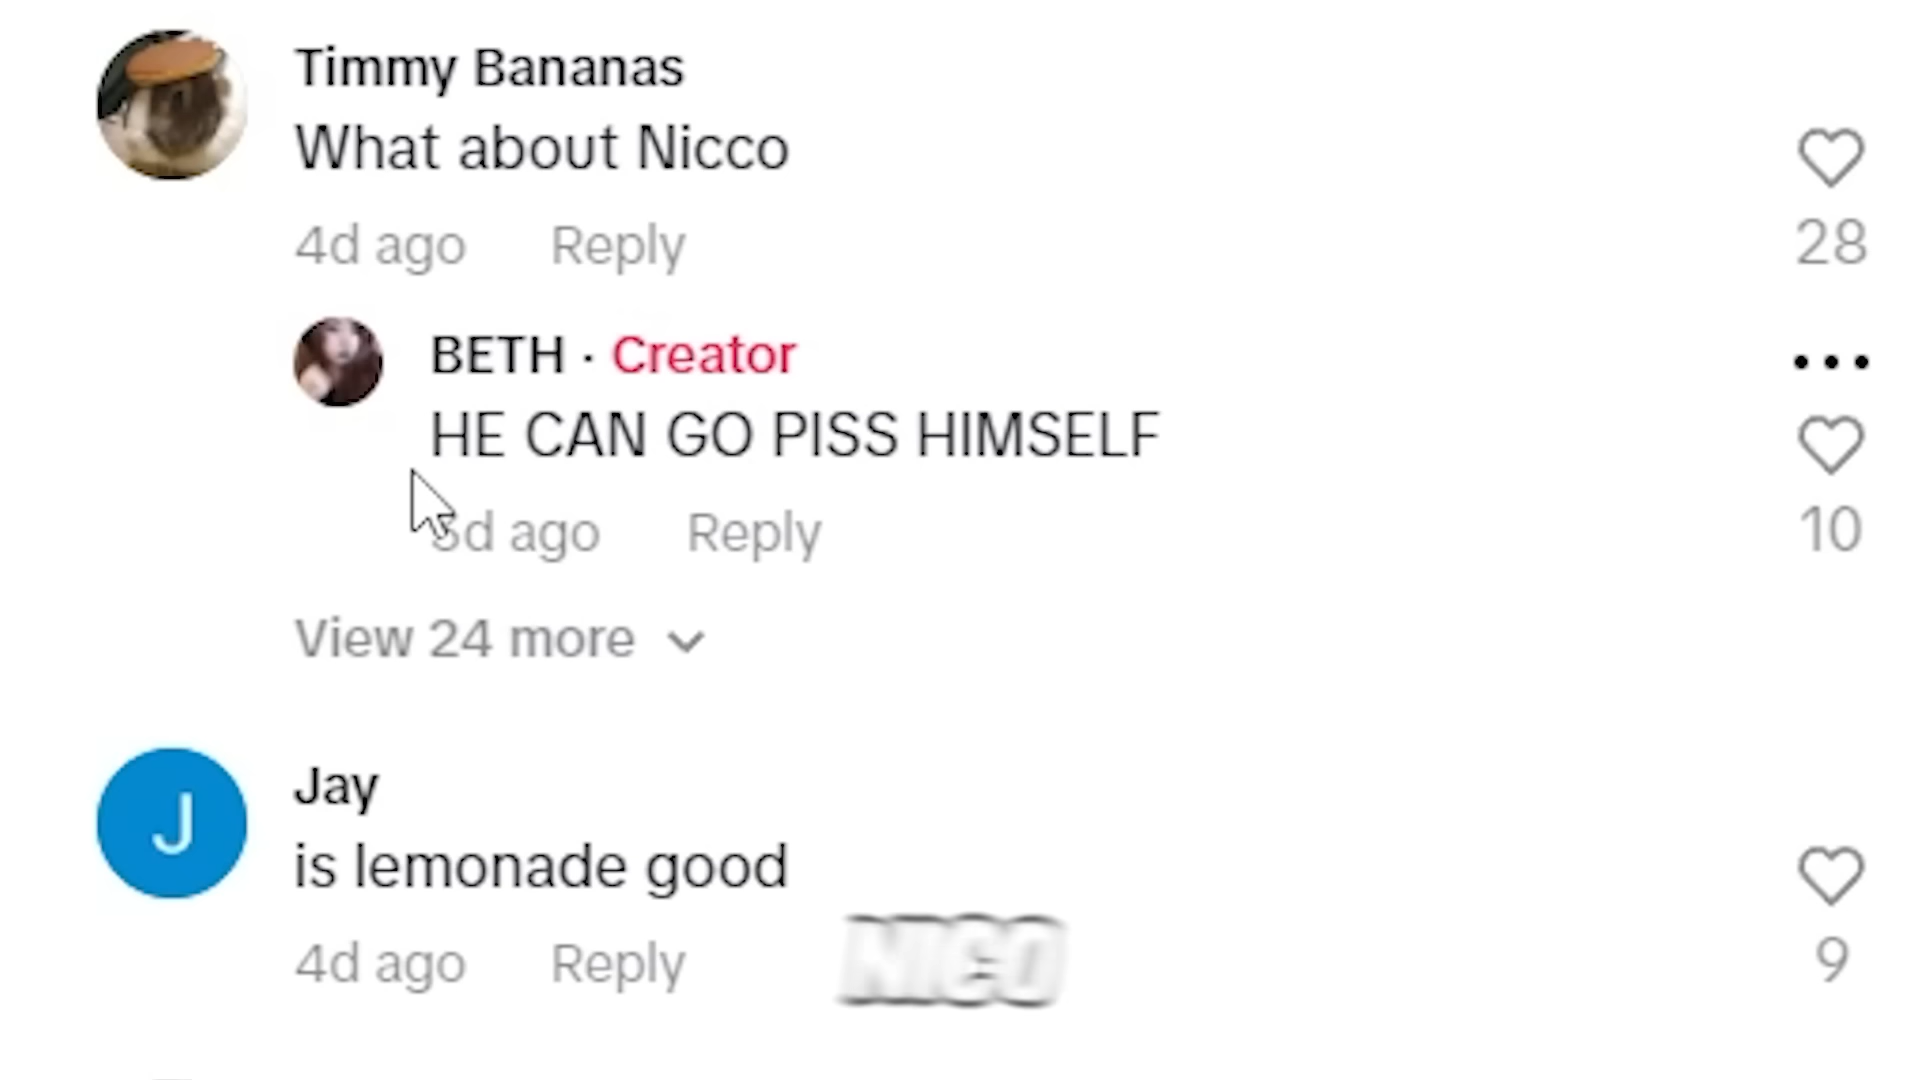 Timmy Bananas
What about Nicco
28
4d ago Reply
BETH · Creator
HE CAN GO PISS HIMSELF
d ago Reply
10
View 24 more
J
Jay
is lemonade good
4d ago Reply
9
NICO